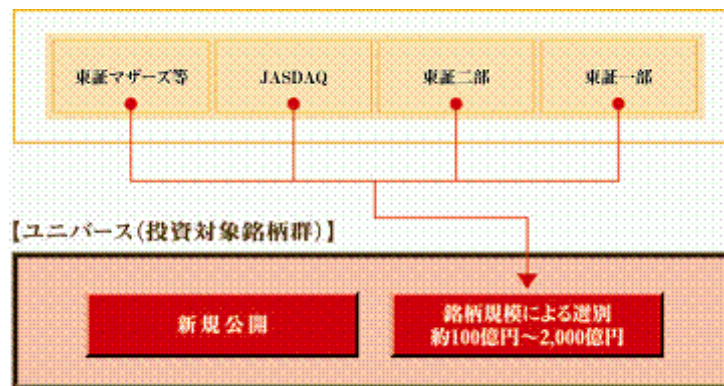 東証マザーズ等
JASDAQ
東証二部
東証一部
【ユニバース(投資対象銘柄群)】
新規公開
銘柄規模による選別
約100億円～2,000億円